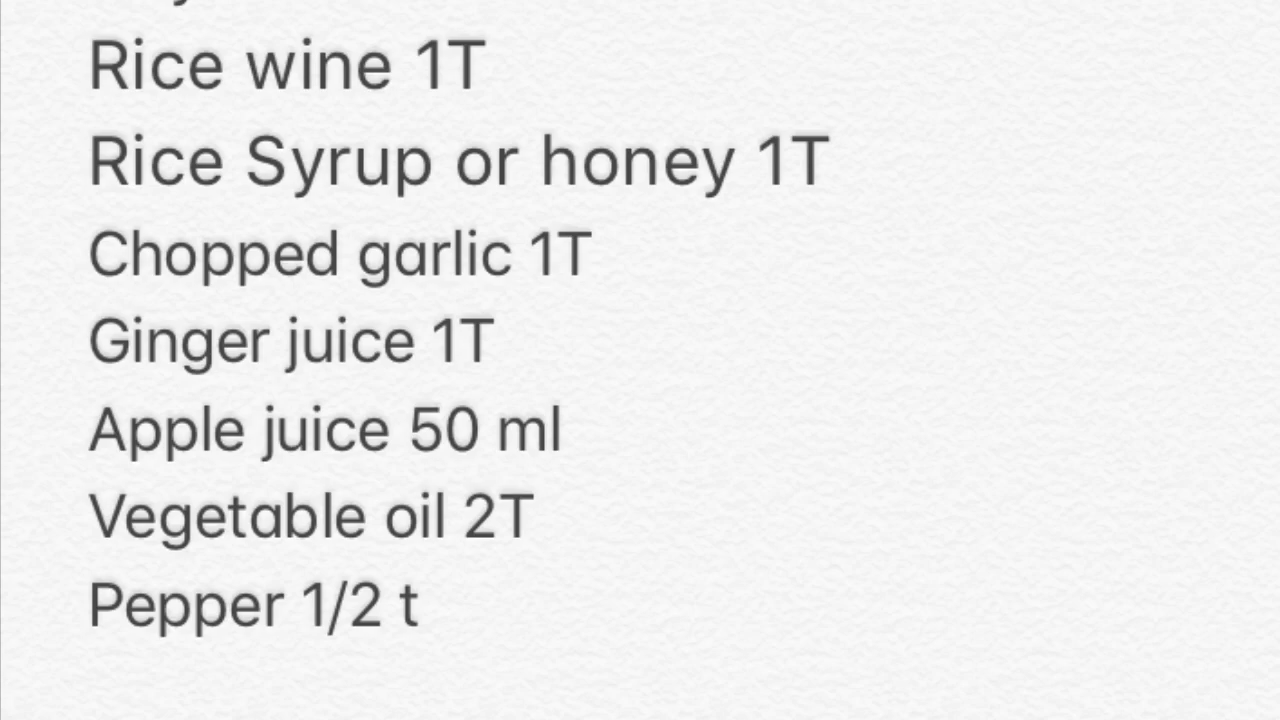 Rice wine 1T
Rice Syrup or honey 1T
Chopped garlic 1T
Ginger juice 1T
Apple juice 50 ml
Vegetable oil 2T
Pepper 1/2 t